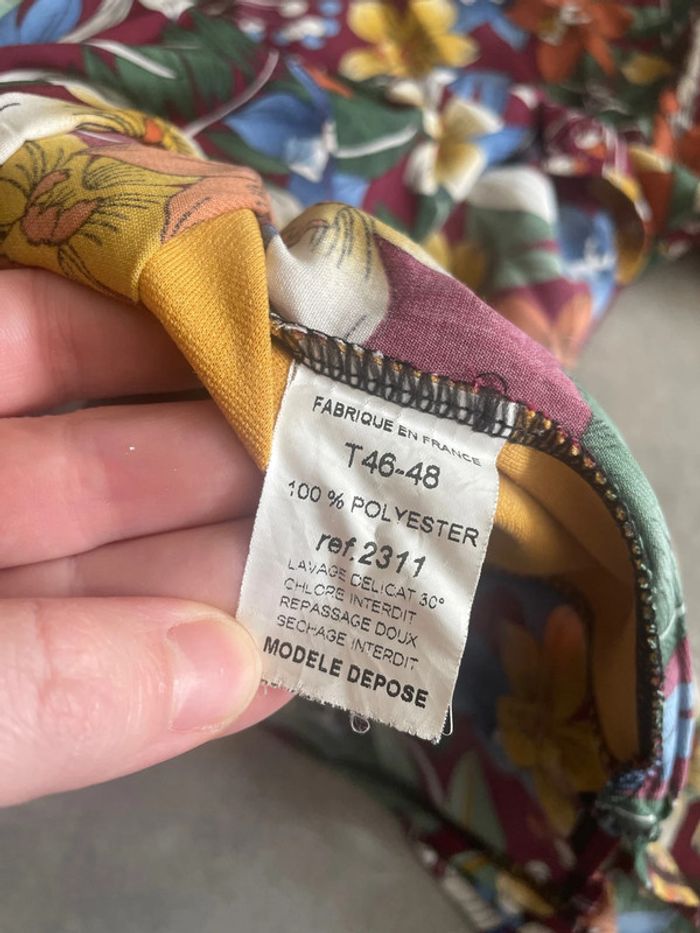 FABRIQUE EN FRANCE
T46-48
100 % POLYESTER
ref.2311
LAVAGE DELICAT 30°
CHLORE INTERDIT
REPASSAGE DOUX
SECHAGE INTERDIT
MODELE DEPOSE